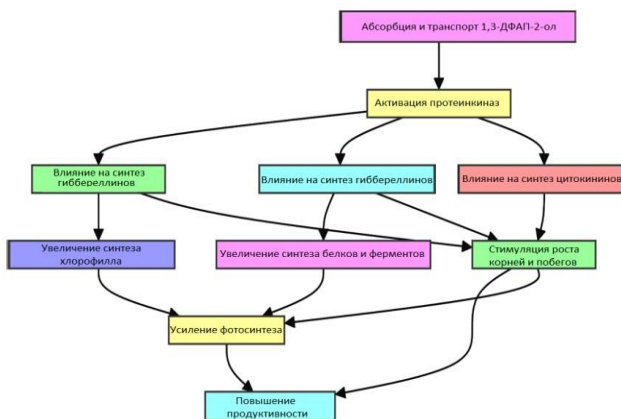 Абсорбция и транспорт 1,3-ДФАП-2-ол
Активация протеинкиназ
Влияние на синтез
гиббереллинов
Влияние на синтез гиббереллинов
Влияние на синтез цитокининов
Увеличение синтеза
хлорофилла
Увеличение синтеза белков и ферментов
Стимуляция роста
корней и побегов
Усиление фотосинтеза
Повышение
продуктивности